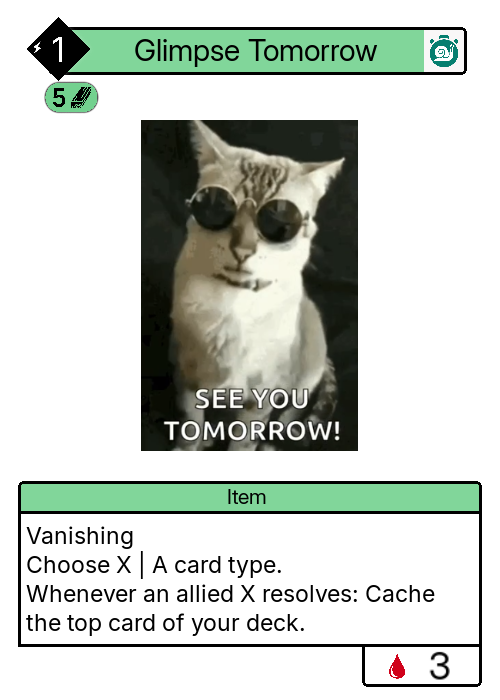 1
Glimpse Tomorrow
5
SEE YOU
TOMORROW!
Item
Vanishing
Choose X | A card type.
Whenever an allied X resolves: Cache
the top card of your deck.
3